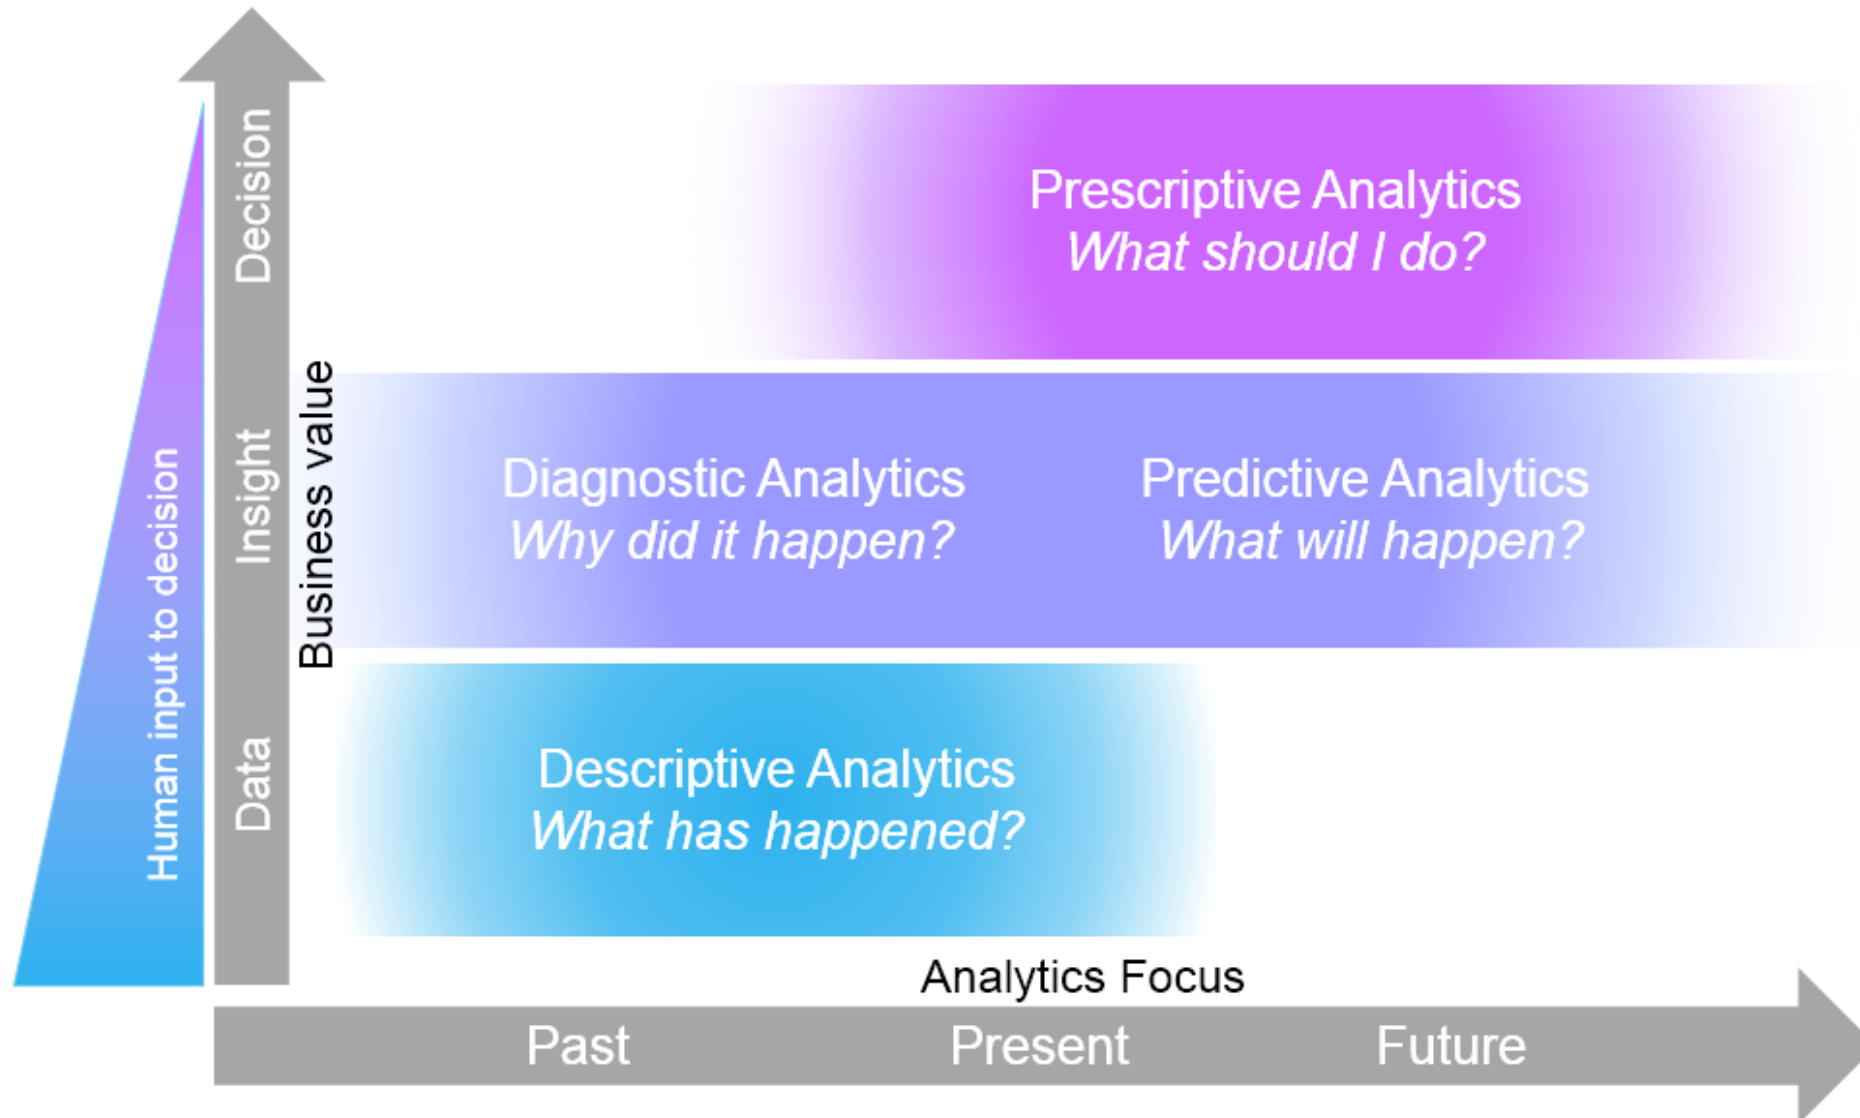 Human input to decision
Decision
Insight
Data
Business value
Prescriptive Analytics
What should I do?
Diagnostic Analytics
Why did it happen?
Predictive Analytics
What will happen?
Descriptive Analytics
What has happened?
Analytics Focus
Past
Present
Future